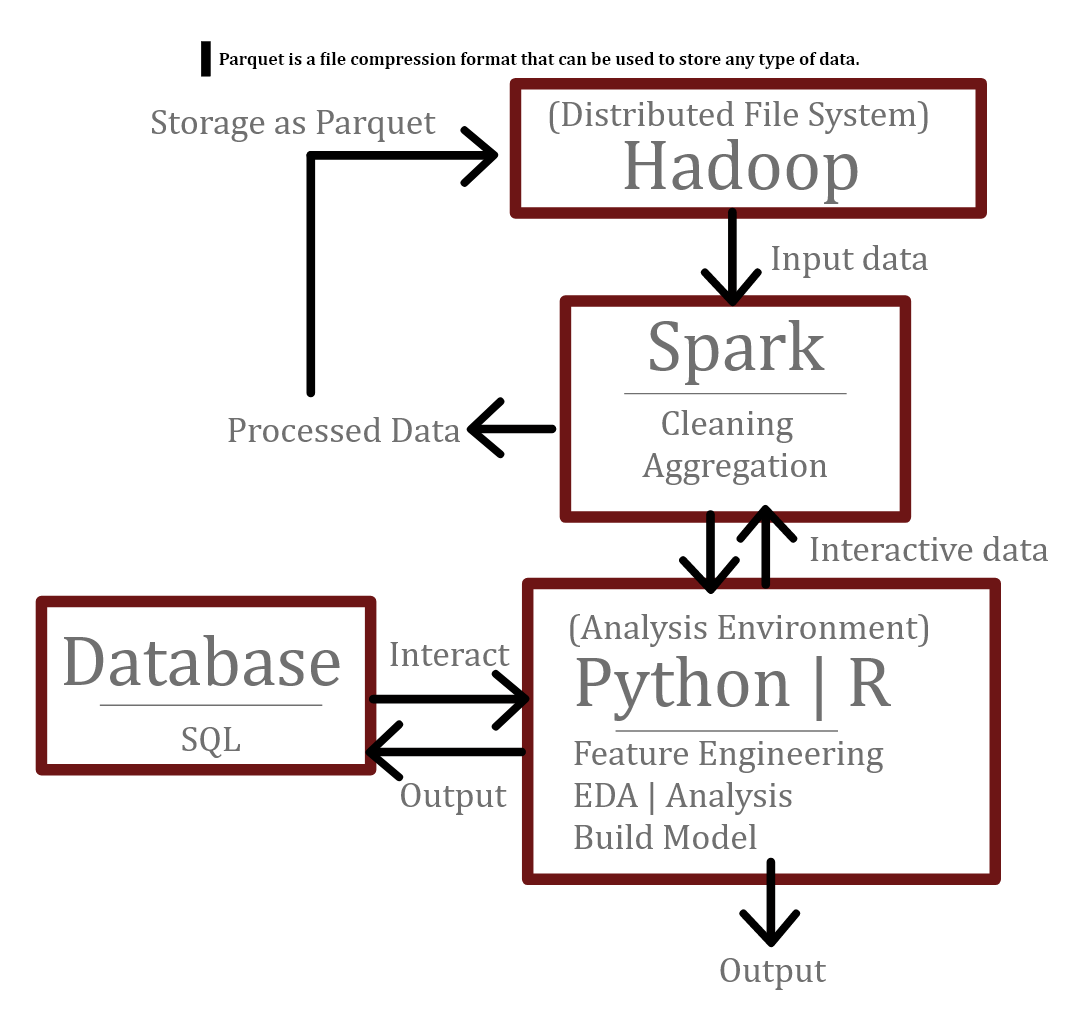 Parquet is a file compression format that can be used to store any type of data.
Storage as Parquet
(Distributed File System)
Hadoop
Input data
Spark
Cleaning
Aggregation
Processed Data
Interactive data
(Analysis Environment)
Python | R
Feature Engineering
EDA | Analysis
Build Model
Database
SQL
Interact
Output
Output